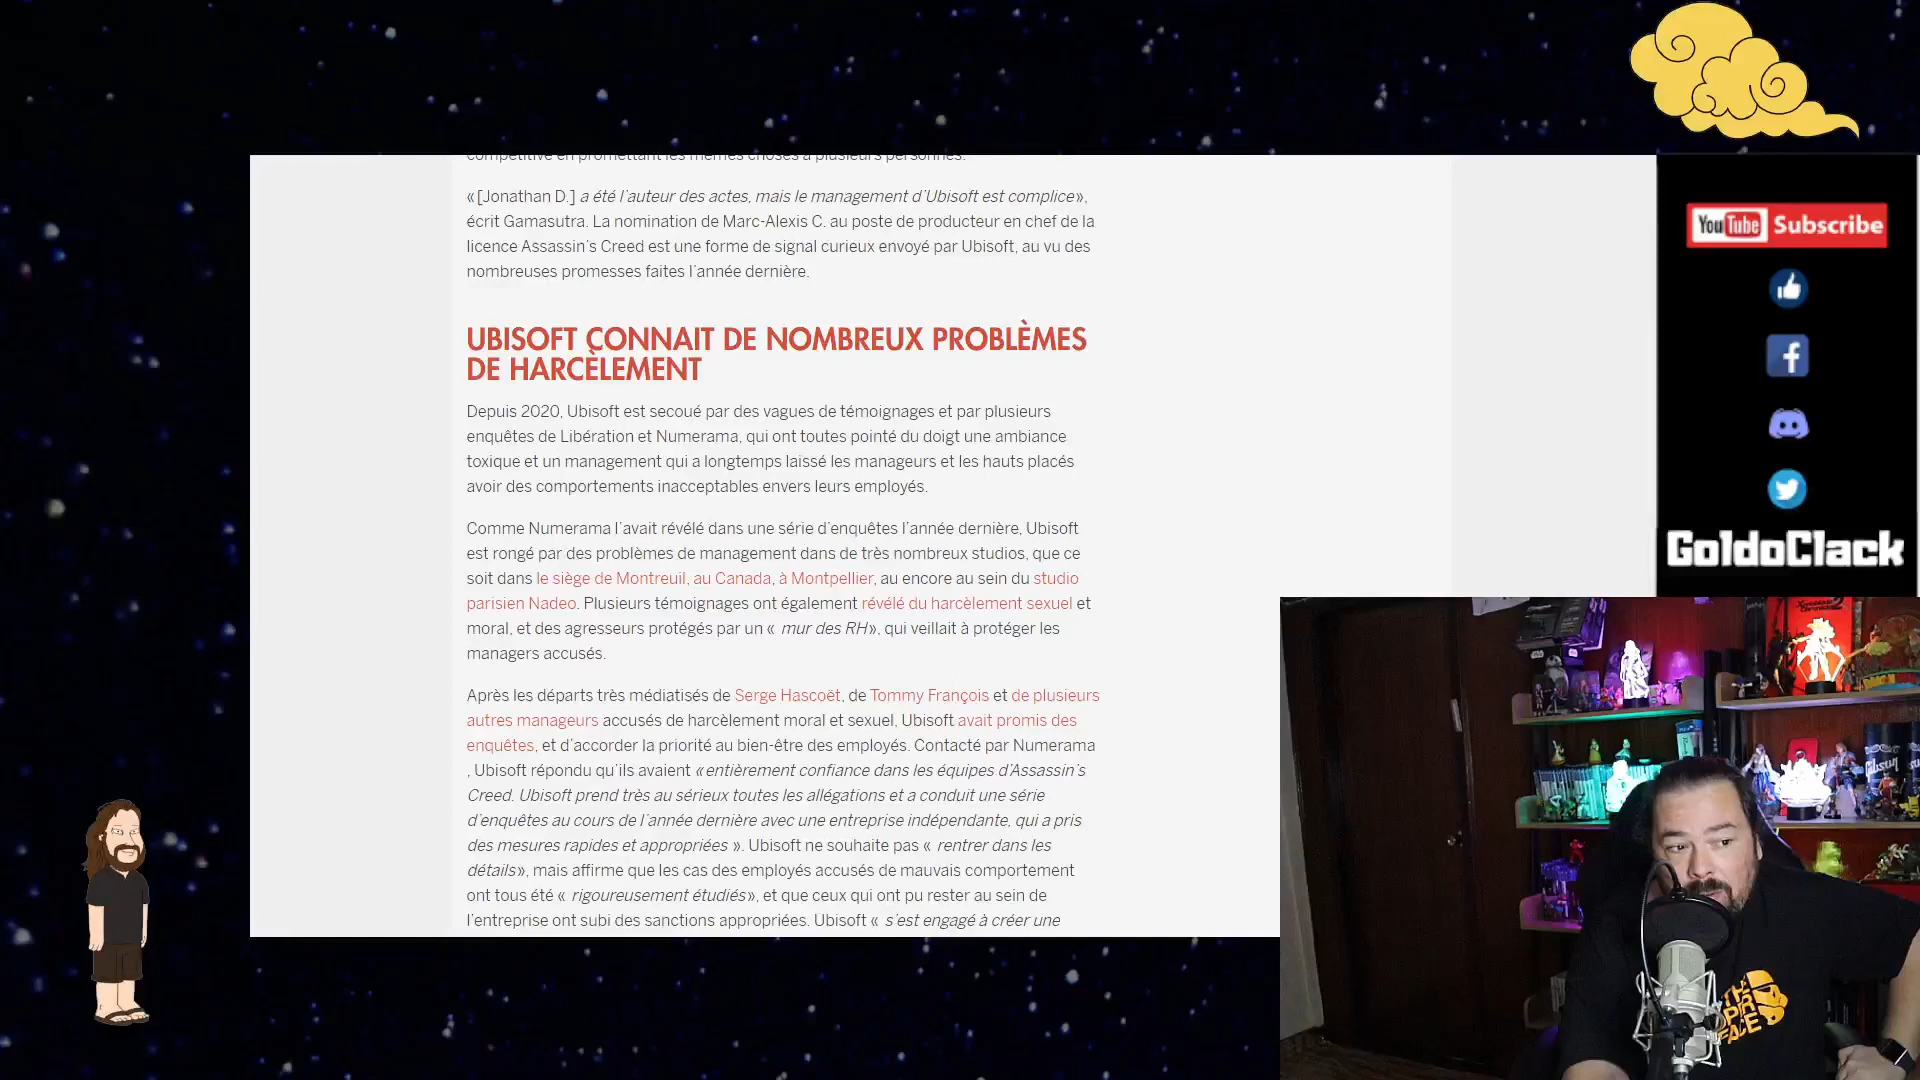 compétitive en promettant les mêmes choses à plusieurs personnes.
« [Jonathan D.] a été l'auteur des actes, mais le management d'Ubisoft est complice »,
écrit Gamasutra. La nomination de Marc-Alexis C. au poste de producteur en chef de la
licence Assassin's Creed est une forme de signal curieux envoyé par Ubisoft, au vu des
nombreuses promesses faites l'année dernière.
UBISOFT CONNAIT DE NOMBREUX PROBLÈMES
DE HARCÈLEMENT
Depuis 2020, Ubisoft est secoué par des vagues de témoignages et par plusieurs
enquêtes de Libération et Numerama, qui ont toutes pointé du doigt une ambiance
toxique et un management qui a longtemps laissé les manageurs et les hauts placés
avoir des comportements inacceptables envers leurs employés.
Comme Numerama l'avait révélé dans une série d'enquêtes l'année dernière, Ubisoft
est rongé par des problèmes de management dans de très nombreux studios, que ce
soit dans le siège de Montreuil, au Canada, à Montpellier, au encore au sein du studio
parisien Nadeo. Plusieurs témoignages ont également révélé du harcèlement sexuel et
moral, et des agresseurs protégés par un « mur des RH », qui veillait à protéger les
managers accusés.
Après les départs très médiatisés de Serge Hascoët, de Tommy François et de plusieurs
autres manageurs accusés de harcèlement moral et sexuel, Ubisoft avait promis des
enquêtes, et d'accorder la priorité au bien-être des employés. Contacté par Numerama
, Ubisoft répondu qu'ils avaient « entièrement confiance dans les équipes d'Assassin's
Creed. Ubisoft prend très au sérieux toutes les allégations et a conduit une série
d'enquêtes au cours de l'année dernière avec une entreprise indépendante, qui a pris
des mesures rapides et appropriées ». Ubisoft ne souhaite pas « rentrer dans les
détails », mais affirme que les cas des employés accusés de mauvais comportement
ont tous été « rigoureusement étudiés », et que ceux qui ont pu rester au sein de
l'entreprise ont subi des sanctions appropriées. Ubisoft « s'est engagé à créer une
YouTube Subscribe
GoldoClack